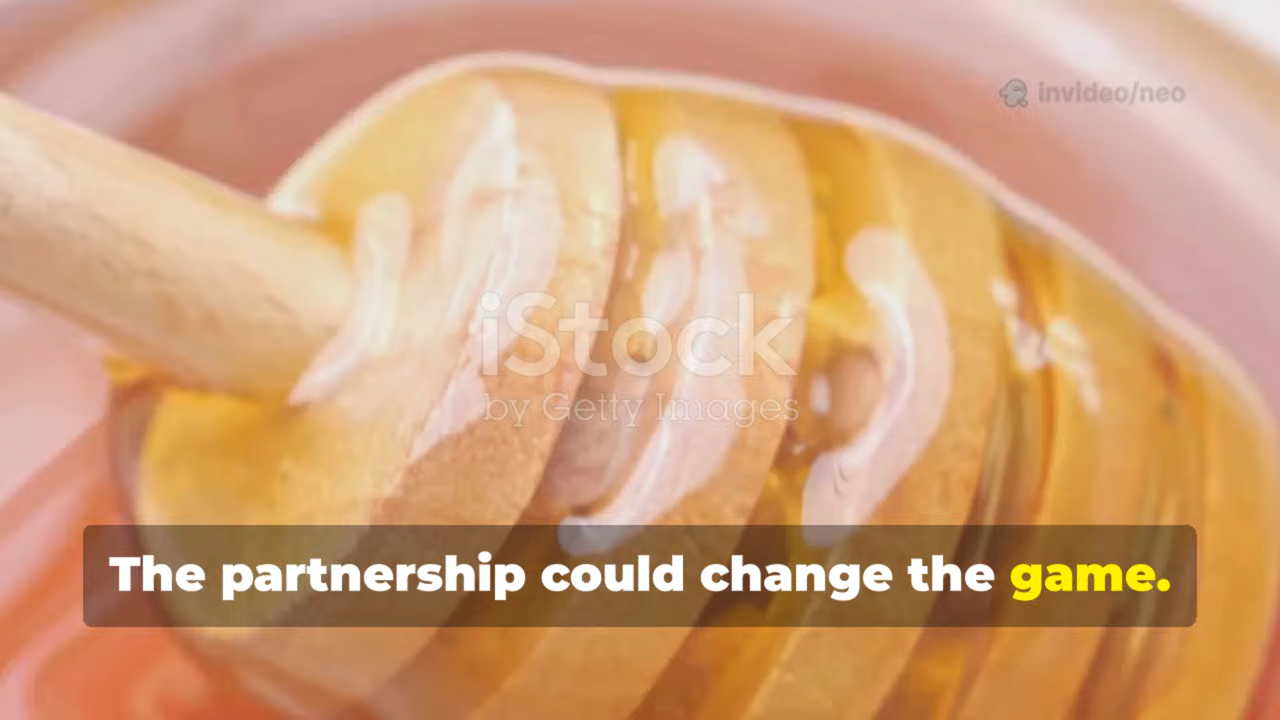 invideo/neo
iStock
by Getty Images
The partnership could change the game.